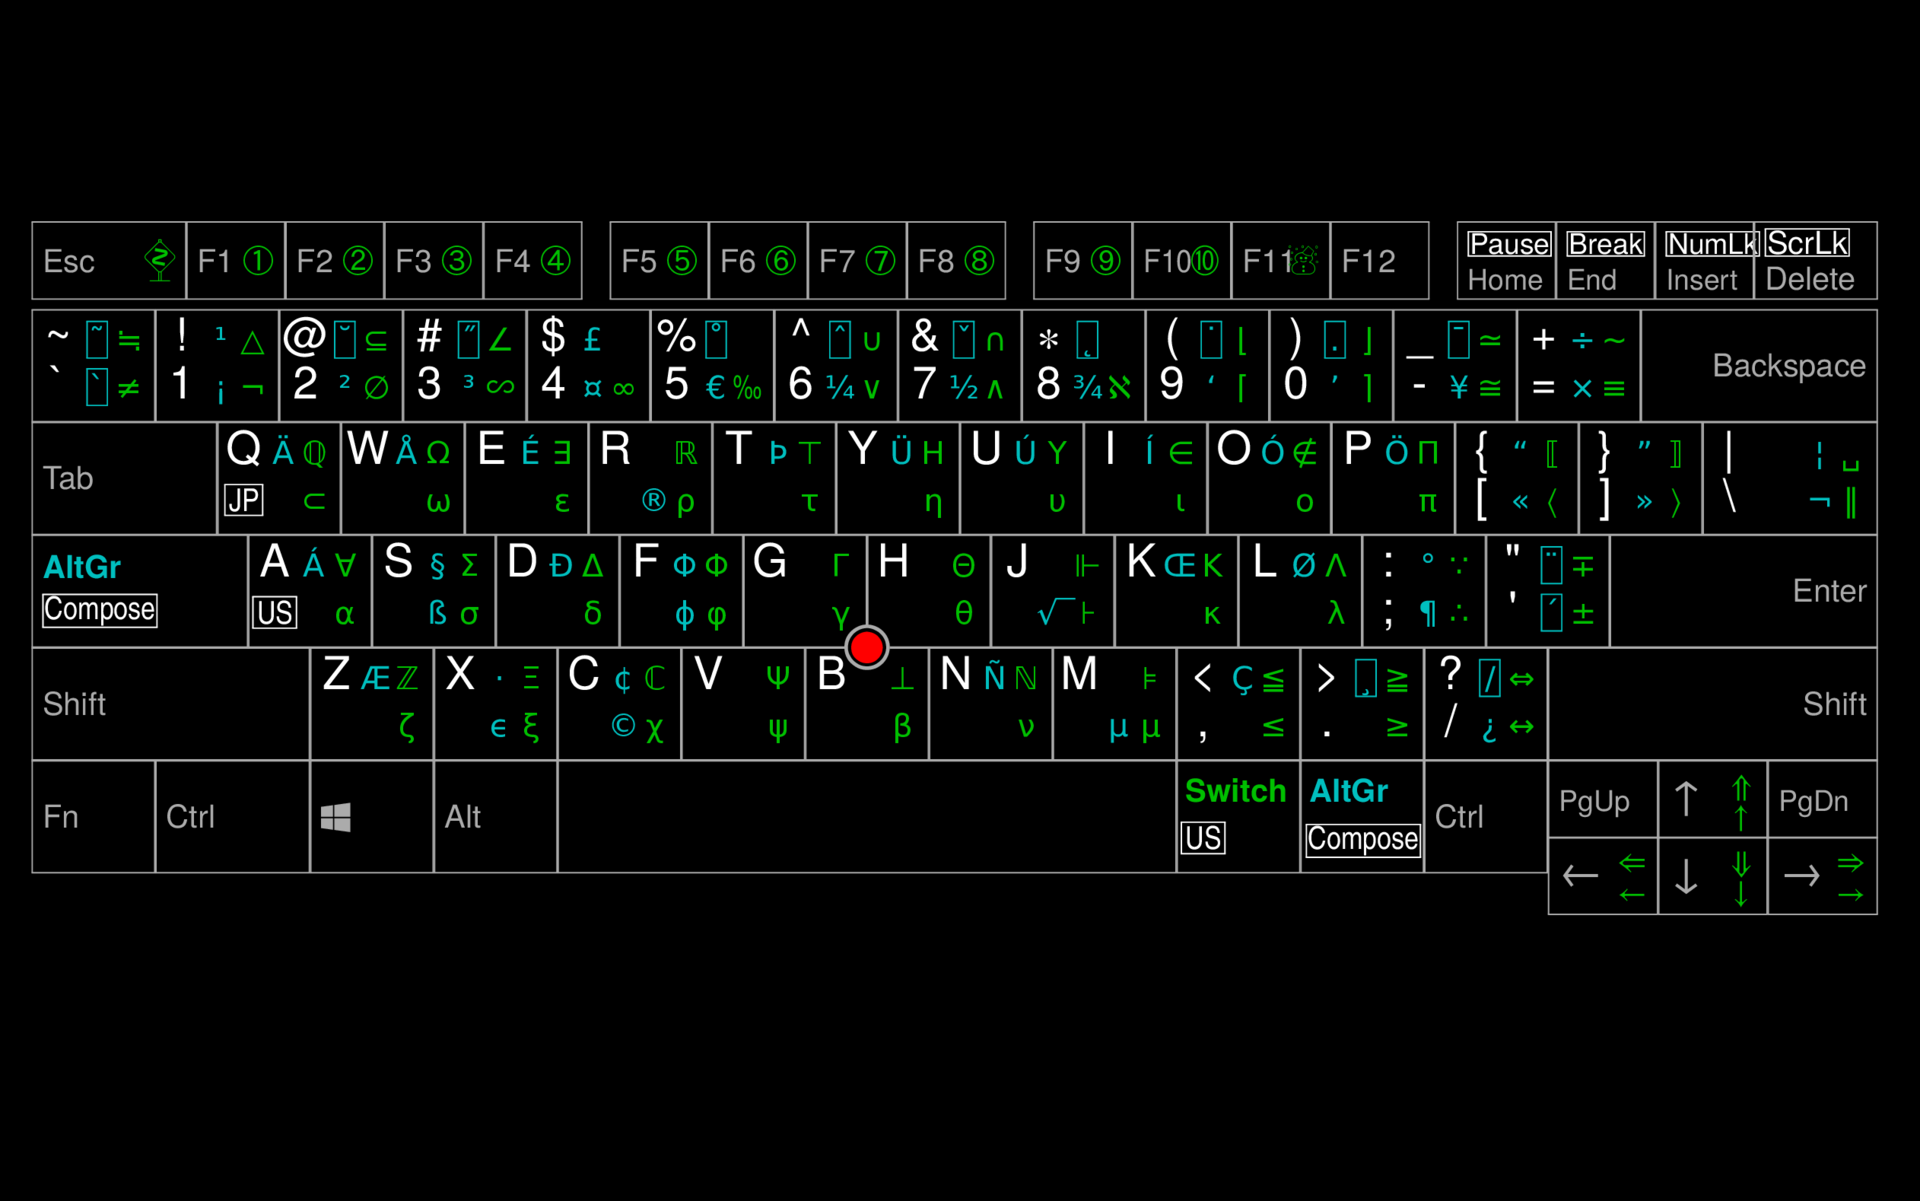 Esc F1 ① F2 ② F3 ③ F4 ④ F5 ⑤ F6 ⑥ F7 ⑦ F8 ⑧ F9 ⑨ F10 ⑩ F11 ☃ F12 Pause Break NumLk ScrLk
Home End Insert Delete
~ ˜ ≒ ! ¹ △ @ ˘ ⊆ # ˝ ∠ $ £ % ˚ ^ ˆ ∪ & ˇ ∩ * ˛ ( ˙ ⌊ ) . ⌋ _ ¯ ≃ + ÷ ∼ Backspace
` ` ≠ 1 ¡ ¬ 2 ² ∅ 3 ³ ∽ 4 ¤ ∞ 5 € ‰ 6 ¼ ∨ 7 ½ ∧ 8 ¾ ℵ 9 ‘ ⌈ 0 ’ ⌉ - ¥ ≅ = × ≡
Tab Q Ä ℚ W Å Ω E É ∃ R ℝ T Þ ⊤ Y Ü Η U Ú Υ I Í ∈ O Ó ∉ P Ö Π { “ ⟦ } ” ⟧ | ¦ ␣
JP ⊂ ω ε ® ρ τ η υ ι ο π [ « ⟨ ] » ⟩ \ ¬ ‖
AltGr A Á ∀ S § Σ D Ð Δ F Φ Φ G Γ H Θ J ⊩ K Œ Κ L Ø Λ : ° ∵ " ¨ ∓ Enter
Compose US α ß σ δ ϕ φ γ θ √ ⊦ κ λ ; ¶ ∴ ' ´ ±
Shift Z Æ ℤ X · Ξ C ¢ ℂ V Ψ B ⊥ N Ñ ℕ M ⊧ < Ç ≦ > ¸ ≧ ? / ⇔ Shift
ζ ϵ ξ © χ ψ β ν µ μ , ≤ . ≥ / ¿ ⇔
Fn Ctrl Alt Switch AltGr Ctrl PgUp ↑ ⇑ ↑ PgDn
US Compose
← ⇐ ← ↓ ⇓ ↓ → ⇒ →